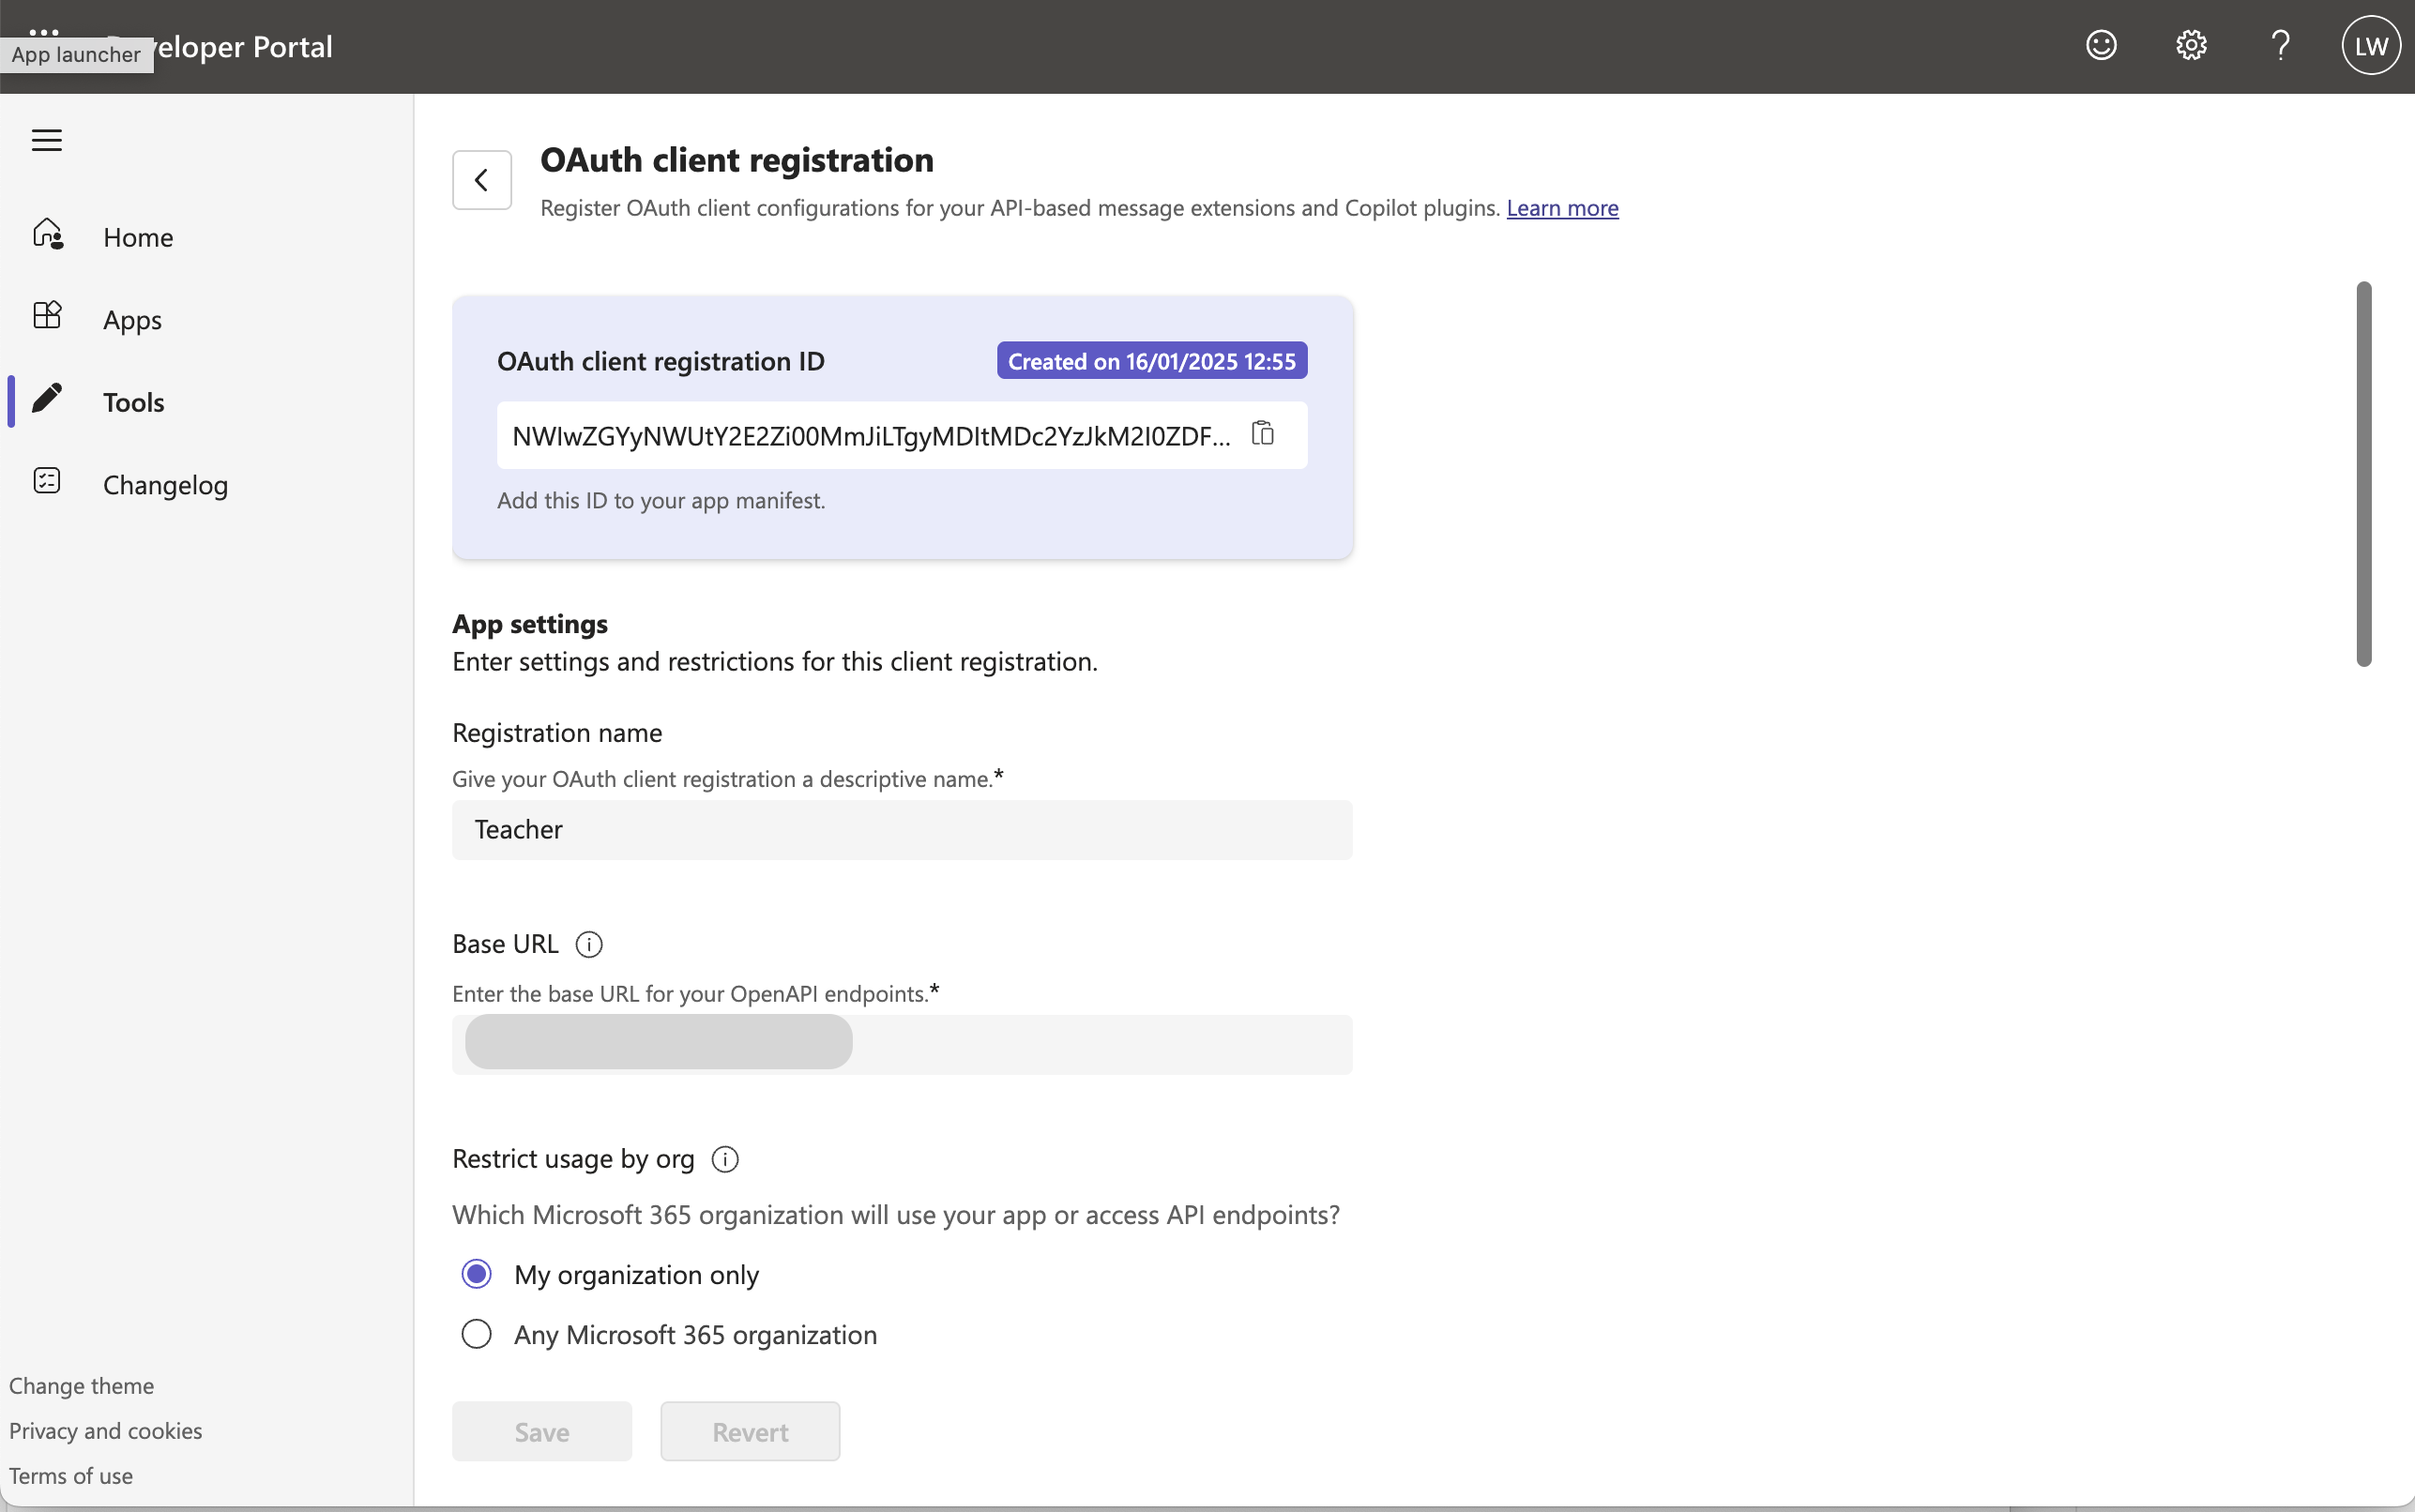 App launcher
veloper Portal
LW
Home
Apps
Tools
Changelog
Change theme
Privacy and cookies
Terms of use
OAuth client registration
Register OAuth client configurations for your API-based message extensions and Copilot plugins. Learn more
OAuth client registration ID
Created on 16/01/2025 12:55
NWIwZGYyNWUtY2E2Zi00MmJiLTgyMDItMDc2YzJkM2I0ZDF...
Add this ID to your app manifest.
App settings
Enter settings and restrictions for this client registration.
Registration name
Give your OAuth client registration a descriptive name.*
Teacher
Base URL
Enter the base URL for your OpenAPI endpoints.*
Restrict usage by org
Which Microsoft 365 organization will use your app or access API endpoints?
My organization only
Any Microsoft 365 organization
Save
Revert